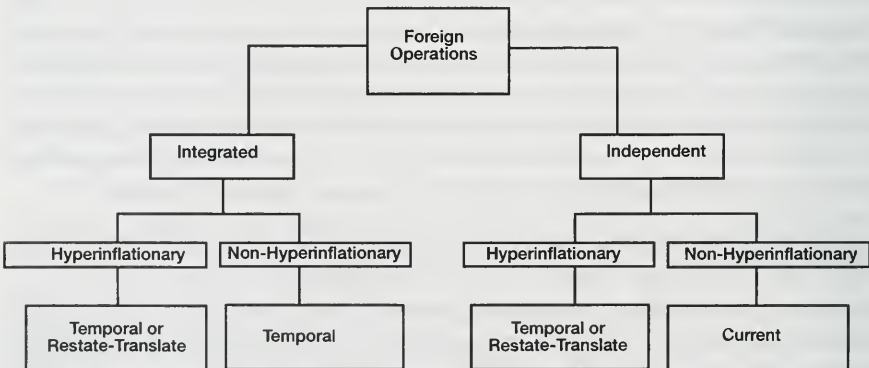 Foreign
Operations
Integrated
Independent
Hyperinflationary
Non-Hyperinflationary
Hyperinflationary
Non-Hyperinflationary
Temporal or
Restate-Translate
Temporal
Temporal or
Restate-Translate
Current